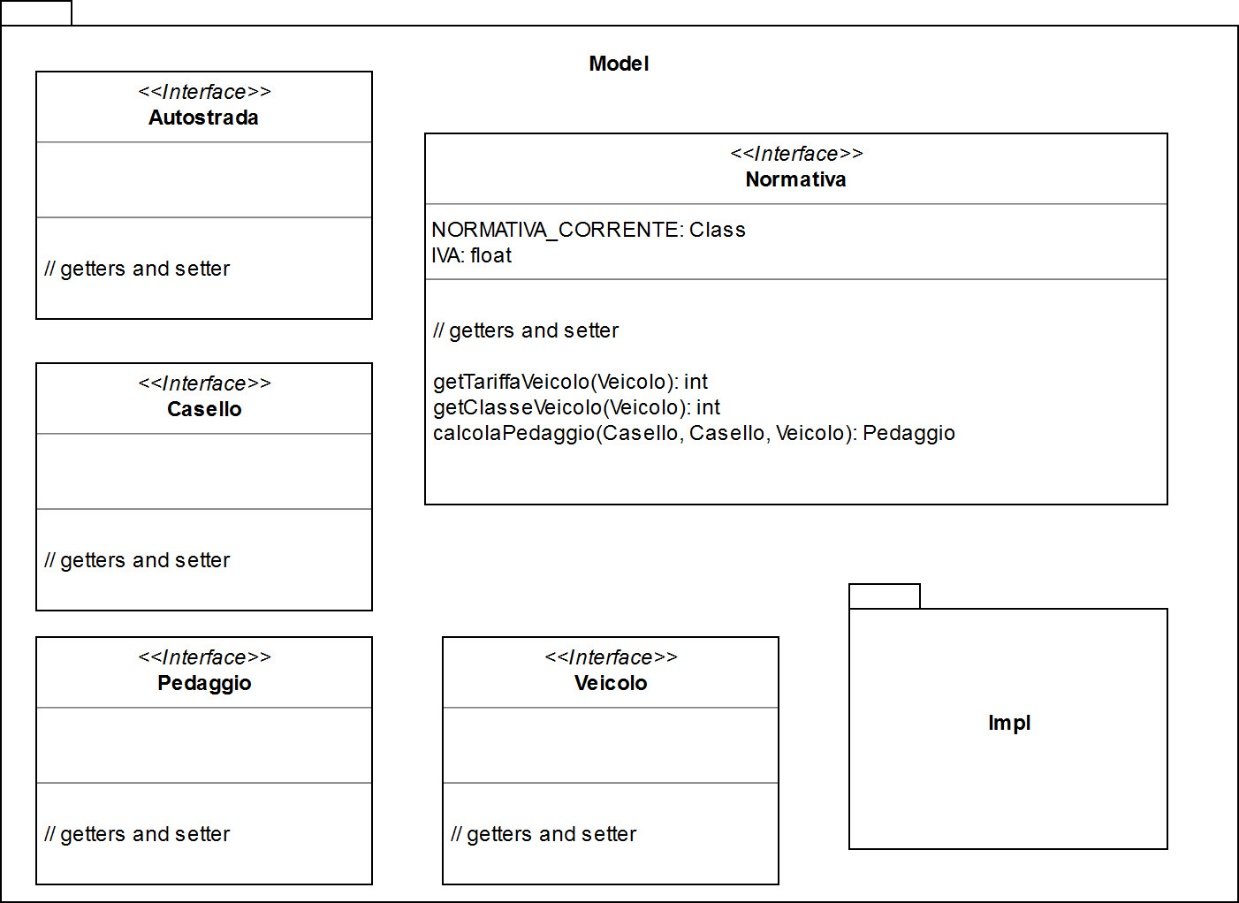 Model
<<Interface>>
Autostrada
// getters and setter
<<Interface>>
Normativa
NORMATIVA_CORRENTE: Class
IVA: float
// getters and setter
getTariffaVeicolo(Veicolo): int
getClasseVeicolo(Veicolo): int
calcolaPedaggio(Casello, Casello, Veicolo): Pedaggio
<<Interface>>
Casello
// getters and setter
<<Interface>>
Pedaggio
// getters and setter
<<Interface>>
Veicolo
// getters and setter
Impl